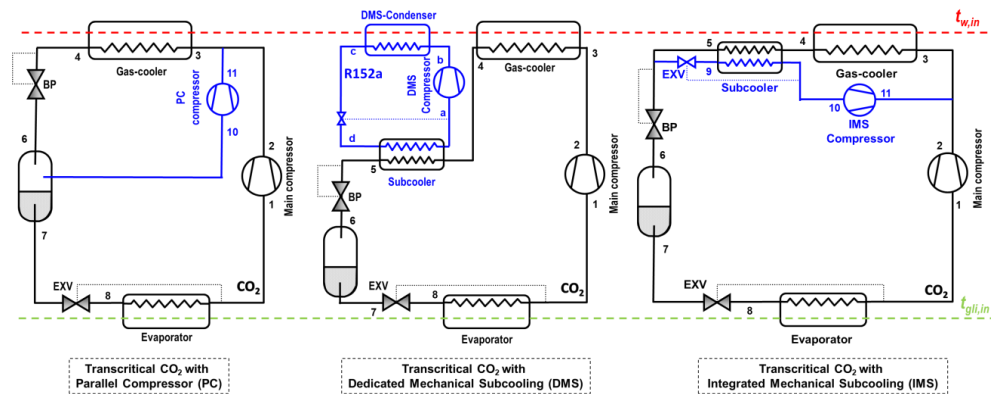 4
Gas-cooler
3
BP
11
PC
compressor
10
6
7
2
Main compressor
1
EXV
8
CO₂
Evaporator
Transcritical CO₂ with
Parallel Compressor (PC)
DMS-Condenser
c
b
R152a
DMS
Compressor
a
d
Subcooler
5
4
Gas-cooler
3
BP
6
2
Main compressor
1
EXV
7
8
CO₂
Evaporator
Transcritical CO₂ with
Dedicated Mechanical Subcooling (DMS)
t_w,in
5
4
EXV
9
Subcooler
Gas-cooler
3
10
11
IMS
Compressor
BP
6
7
2
Main compressor
1
EXV
8
CO₂
Evaporator
t_gli,in
Transcritical CO₂ with
Integrated Mechanical Subcooling (IMS)